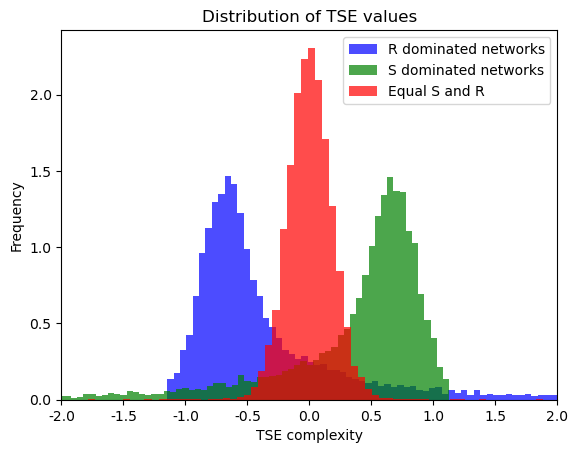 Distribution of TSE values
R dominated networks
S dominated networks
Equal S and R
Frequency
2.0
1.5
1.0
0.5
0.0
-2.0 -1.5 -1.0 -0.5 0.0 0.5 1.0 1.5 2.0
TSE complexity